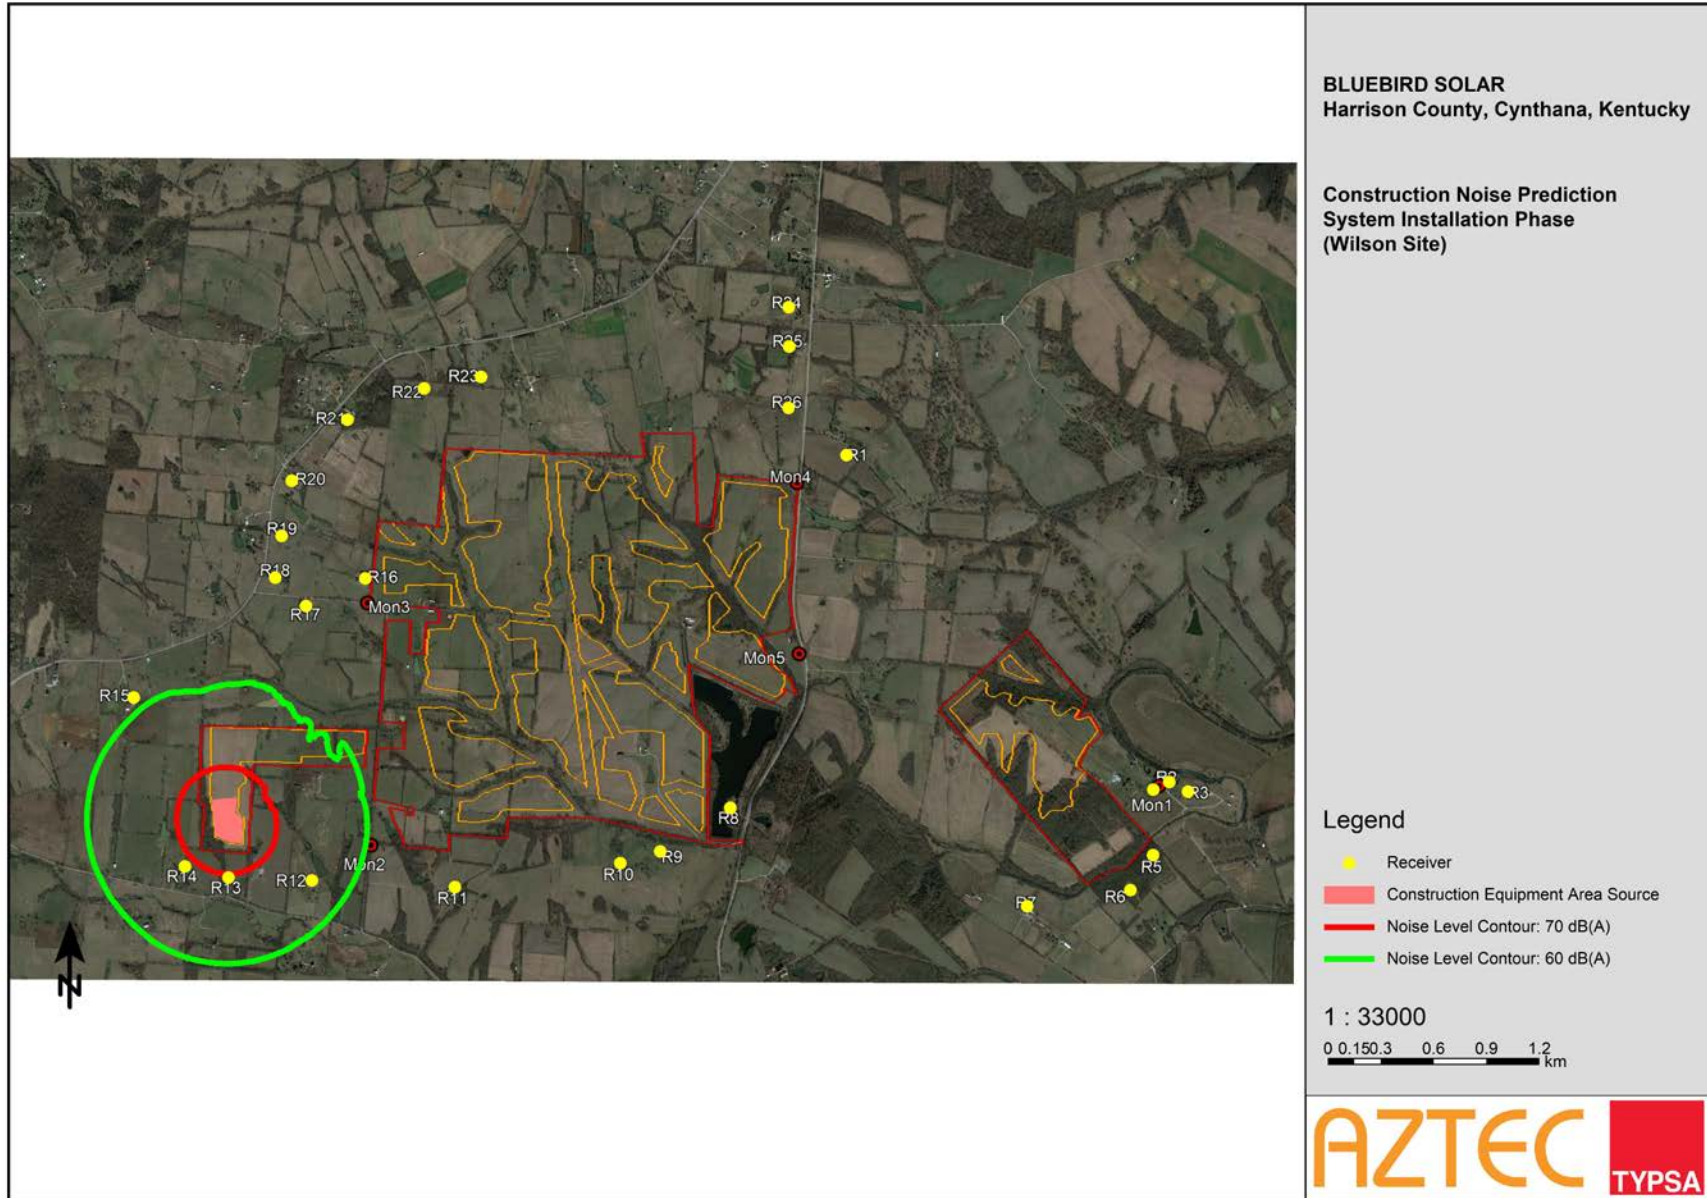 BLUEBIRD SOLAR
Harrison County, Cynthana, Kentucky
Construction Noise Prediction
System Installation Phase
(Wilson Site)
R24
R25
R23
R22
R26
R21
R1
Mon4
R20
R19
R18
R16
Mon3
R17
Mon5
R15
R2
Mon1
R3
R8
R9
Mon2
R10
R5
R14
R13
R12
R11
R6
R7
N
Legend
Receiver
Construction Equipment Area Source
Noise Level Contour: 70 dB(A)
Noise Level Contour: 60 dB(A)
1 : 33000
0 0.15 0.3 0.6 0.9 1.2
km
AZTEC
TYPSA